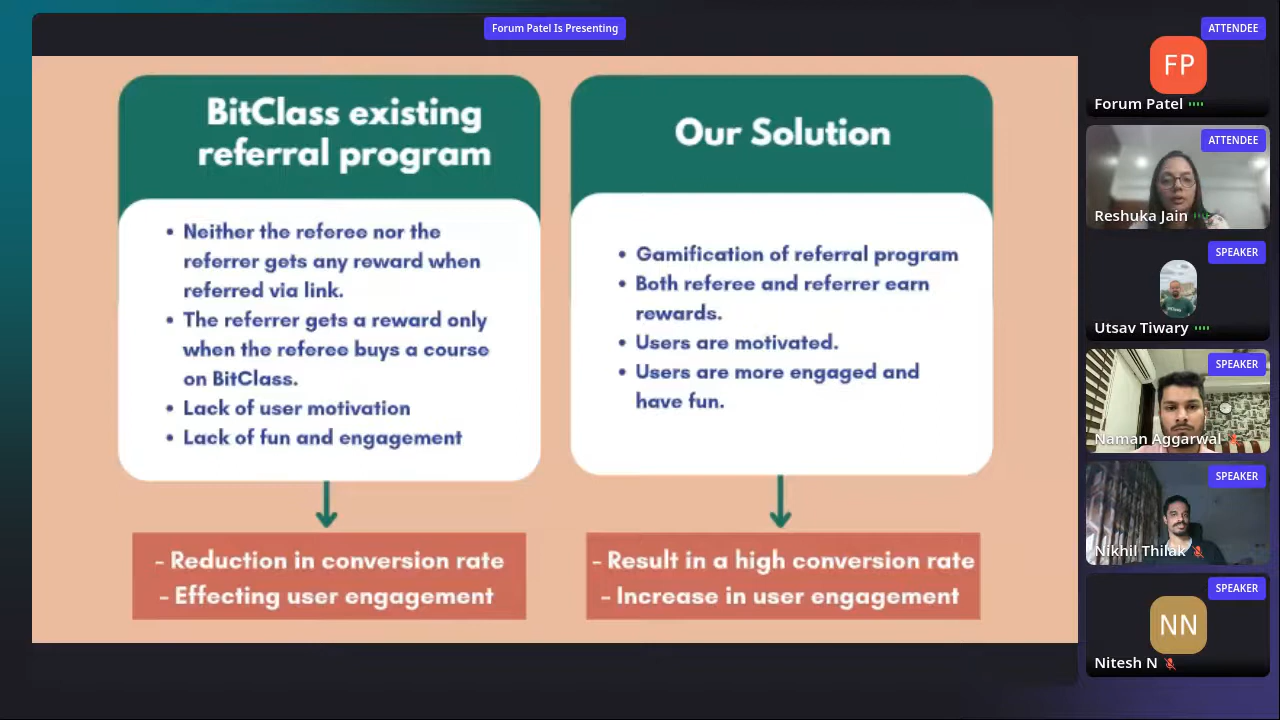 Forum Patel Is Presenting
BitClass existing
referral program
• Neither the referee nor the
referrer gets any reward when
referred via link.
• The referrer gets a reward only
when the referee buys a course
on BitClass.
• Lack of user motivation
• Lack of fun and engagement
- Reduction in conversion rate
- Effecting user engagement
Our Solution
• Gamification of referral program
• Both referee and referrer earn
rewards.
• Users are motivated.
• Users are more engaged and
have fun.
- Result in a high conversion rate
- Increase in user engagement
ATTENDEE
FP
Forum Patel
ATTENDEE
Reshuka Jain
SPEAKER
Utsav Tiwary
SPEAKER
Naman Aggarwal
SPEAKER
Nikhil Thilak
SPEAKER
NN
Nitesh N